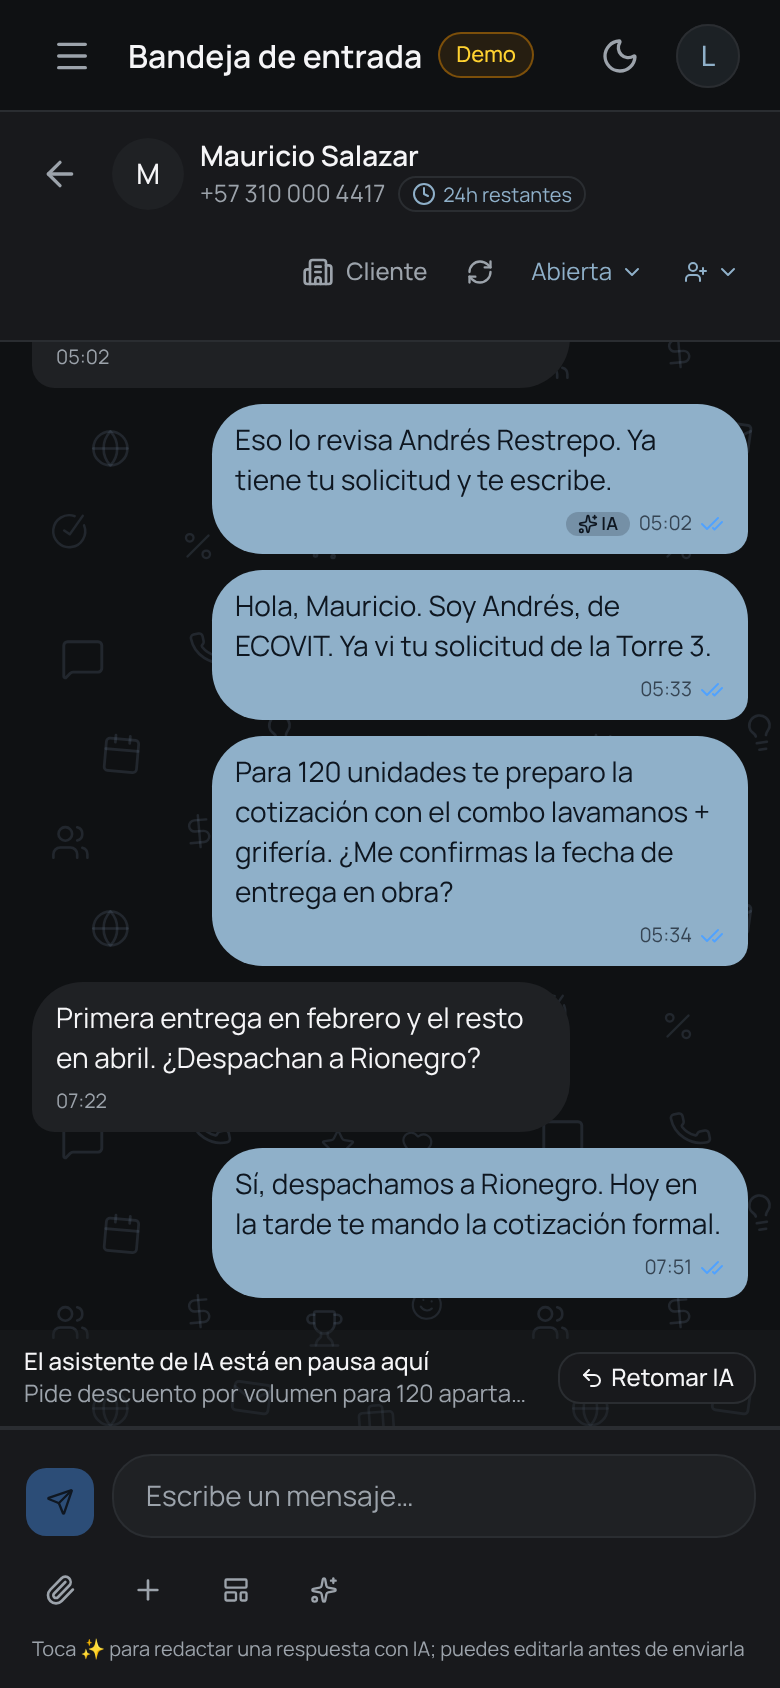 Bandeja de entrada Demo L
M Mauricio Salazar
+57 310 000 4417 24h restantes
Cliente Abierta
05:02
Eso lo revisa Andrés Restrepo. Ya
tiene tu solicitud y te escribe.
IA 05:02
Hola, Mauricio. Soy Andrés, de
ECOVIT. Ya vi tu solicitud de la Torre 3.
05:33
Para 120 unidades te preparo la
cotización con el combo lavamanos +
grifería. ¿Me confirmas la fecha de
entrega en obra?
05:34
Primera entrega en febrero y el resto
en abril. ¿Despachan a Rionegro?
07:22
Sí, despachamos a Rionegro. Hoy en
la tarde te mando la cotización formal.
07:51
El asistente de IA está en pausa aquí
Pide descuento por volumen para 120 aparta...
Retomar IA
Escribe un mensaje...
Toca ✨ para redactar una respuesta con IA; puedes editarla antes de enviarla